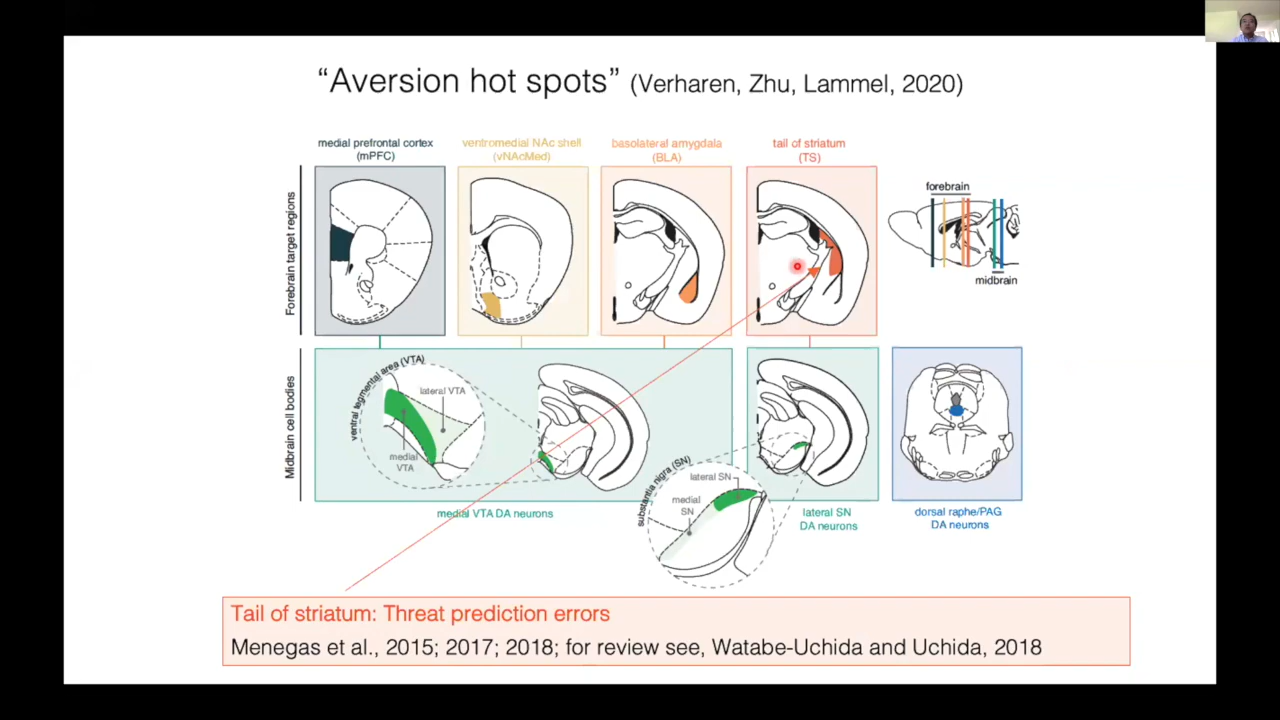 “Aversion hot spots” (Verharen, Zhu, Lammel, 2020)
medial prefrontal cortex
(mPFC)
ventromedial NAc shell
(vNAcMed)
basolateral amygdala
(BLA)
tail of striatum
(TS)
Forebrain target regions
forebrain
midbrain
Midbrain cell bodies
ventral tegmental area (VTA)
lateral VTA
medial
VTA
medial VTA DA neurons
substantia nigra (SN)
lateral SN
medial
SN
lateral SN
DA neurons
dorsal raphe/PAG
DA neurons
Tail of striatum: Threat prediction errors
Menegas et al., 2015; 2017; 2018; for review see, Watabe-Uchida and Uchida, 2018